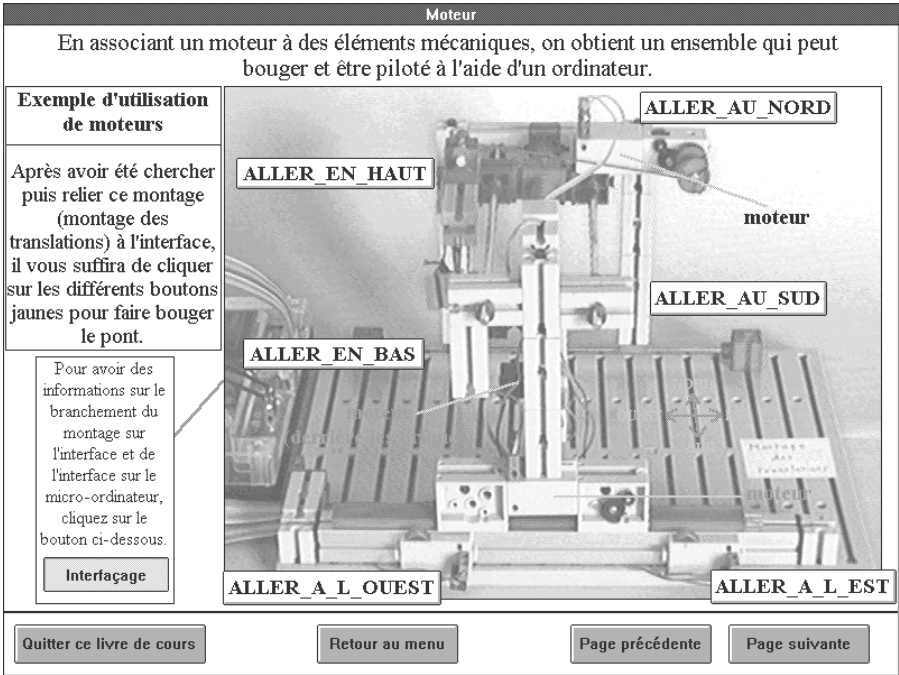 Moteur
En associant un moteur à des éléments mécaniques, on obtient un ensemble qui peut
bouger et être piloté à l'aide d'un ordinateur.
Exemple d'utilisation
de moteurs
Après avoir été chercher
puis relier ce montage
(montage des
translations) à l'interface,
il vous suffira de cliquer
sur les différents boutons
jaunes pour faire bouger
le pont.
Pour avoir des
informations sur le
branchement du
montage sur
l'interface et de
l'interface sur le
micro-ordinateur,
cliquez sur le
bouton ci-dessous.
Interfaçage
ALLER_AU_NORD
ALLER_EN_HAUT
moteur
ALLER_AU_SUD
ALLER_EN_BAS
Montage
des
translations
moteur
ALLER_A_L_OUEST
ALLER_A_L_EST
Quitter ce livre de cours
Retour au menu
Page précédente
Page suivante